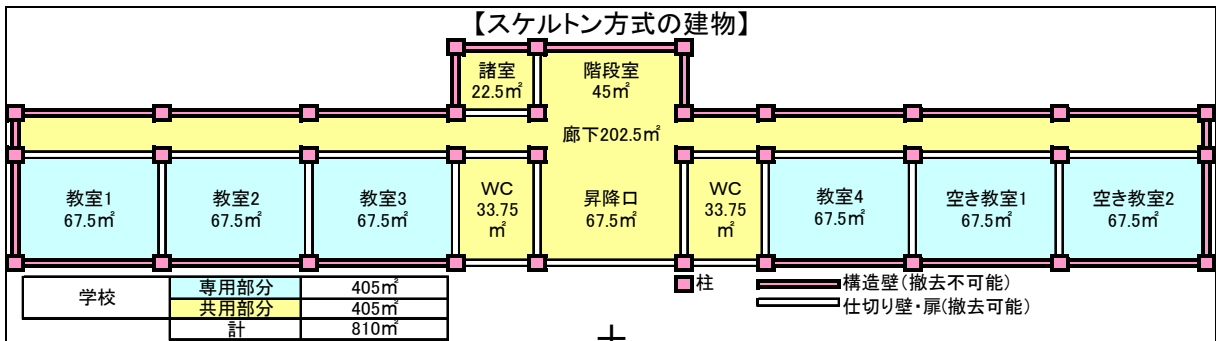 【スケルトン方式の建物】
諸室
22.5㎡
階段室
45㎡
廊下202.5㎡
教室1
67.5㎡
教室2
67.5㎡
教室3
67.5㎡
WC
33.75
㎡
昇降口
67.5㎡
WC
33.75
㎡
教室4
67.5㎡
空き教室1
67.5㎡
空き教室2
67.5㎡
学校
専用部分 405㎡
共用部分 405㎡
計 810㎡
柱
構造壁(撤去不可能)
仕切り壁・扉(撤去可能)